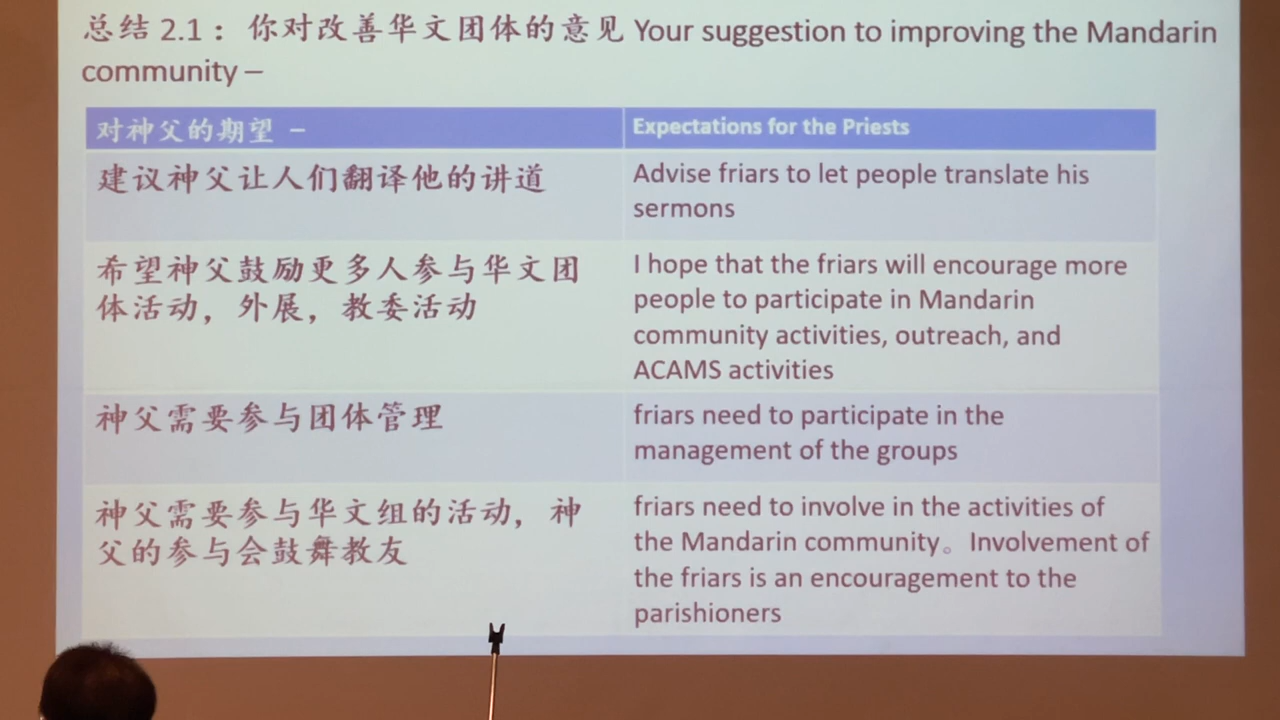 总结 2.1： 你对改善华文团体的意见 Your suggestion to improving the Mandarin
community –
对神父的期望 –
Expectations for the Priests
建议神父让人们翻译他的讲道
Advise friars to let people translate his
sermons
希望神父鼓励更多人参与华文团
体活动，外展，教委活动
I hope that the friars will encourage more
people to participate in Mandarin
community activities, outreach, and
ACAMS activities
神父需要参与团体管理
friars need to participate in the
management of the groups
神父需要参与华文组的活动，神
父的参与会鼓舞教友
friars need to involve in the activities of
the Mandarin community。Involvement of
the friars is an encouragement to the
parishioners